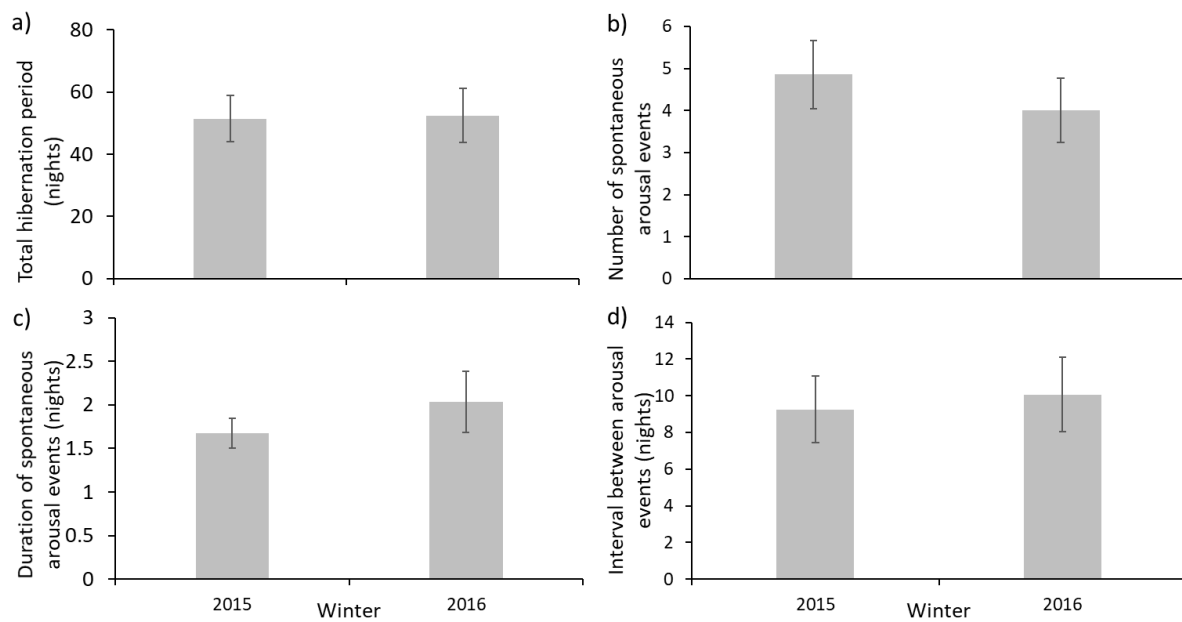 a)
Total hibernation period
(nights)
80
60
40
20
0
b)
Number of spontaneous
arousal events
6
5
4
3
2
1
0
c)
Duration of spontaneous
arousal events (nights)
3
2.5
2
1.5
1
0.5
0
2015
Winter
2016
d)
Interval between arousal
events (nights)
14
12
10
8
6
4
2
0
2015
Winter
2016